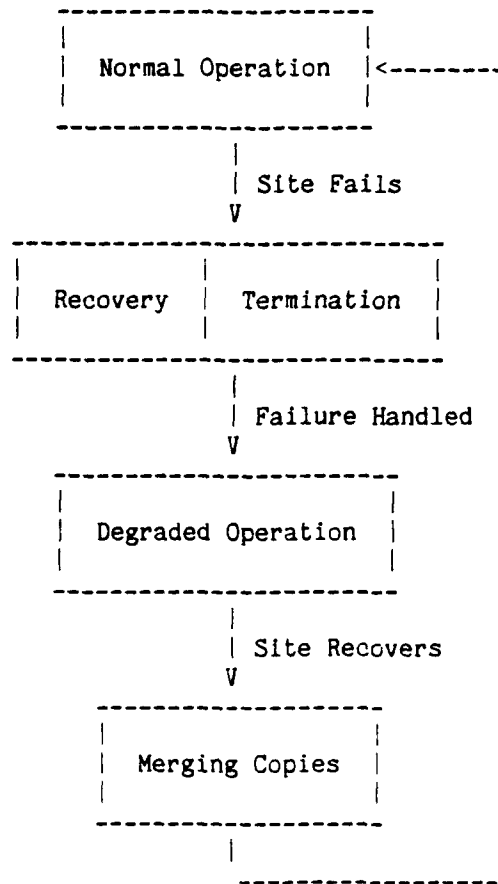 Normal Operation
Site Fails
Recovery Termination
Failure Handled
Degraded Operation
Site Recovers
Merging Copies